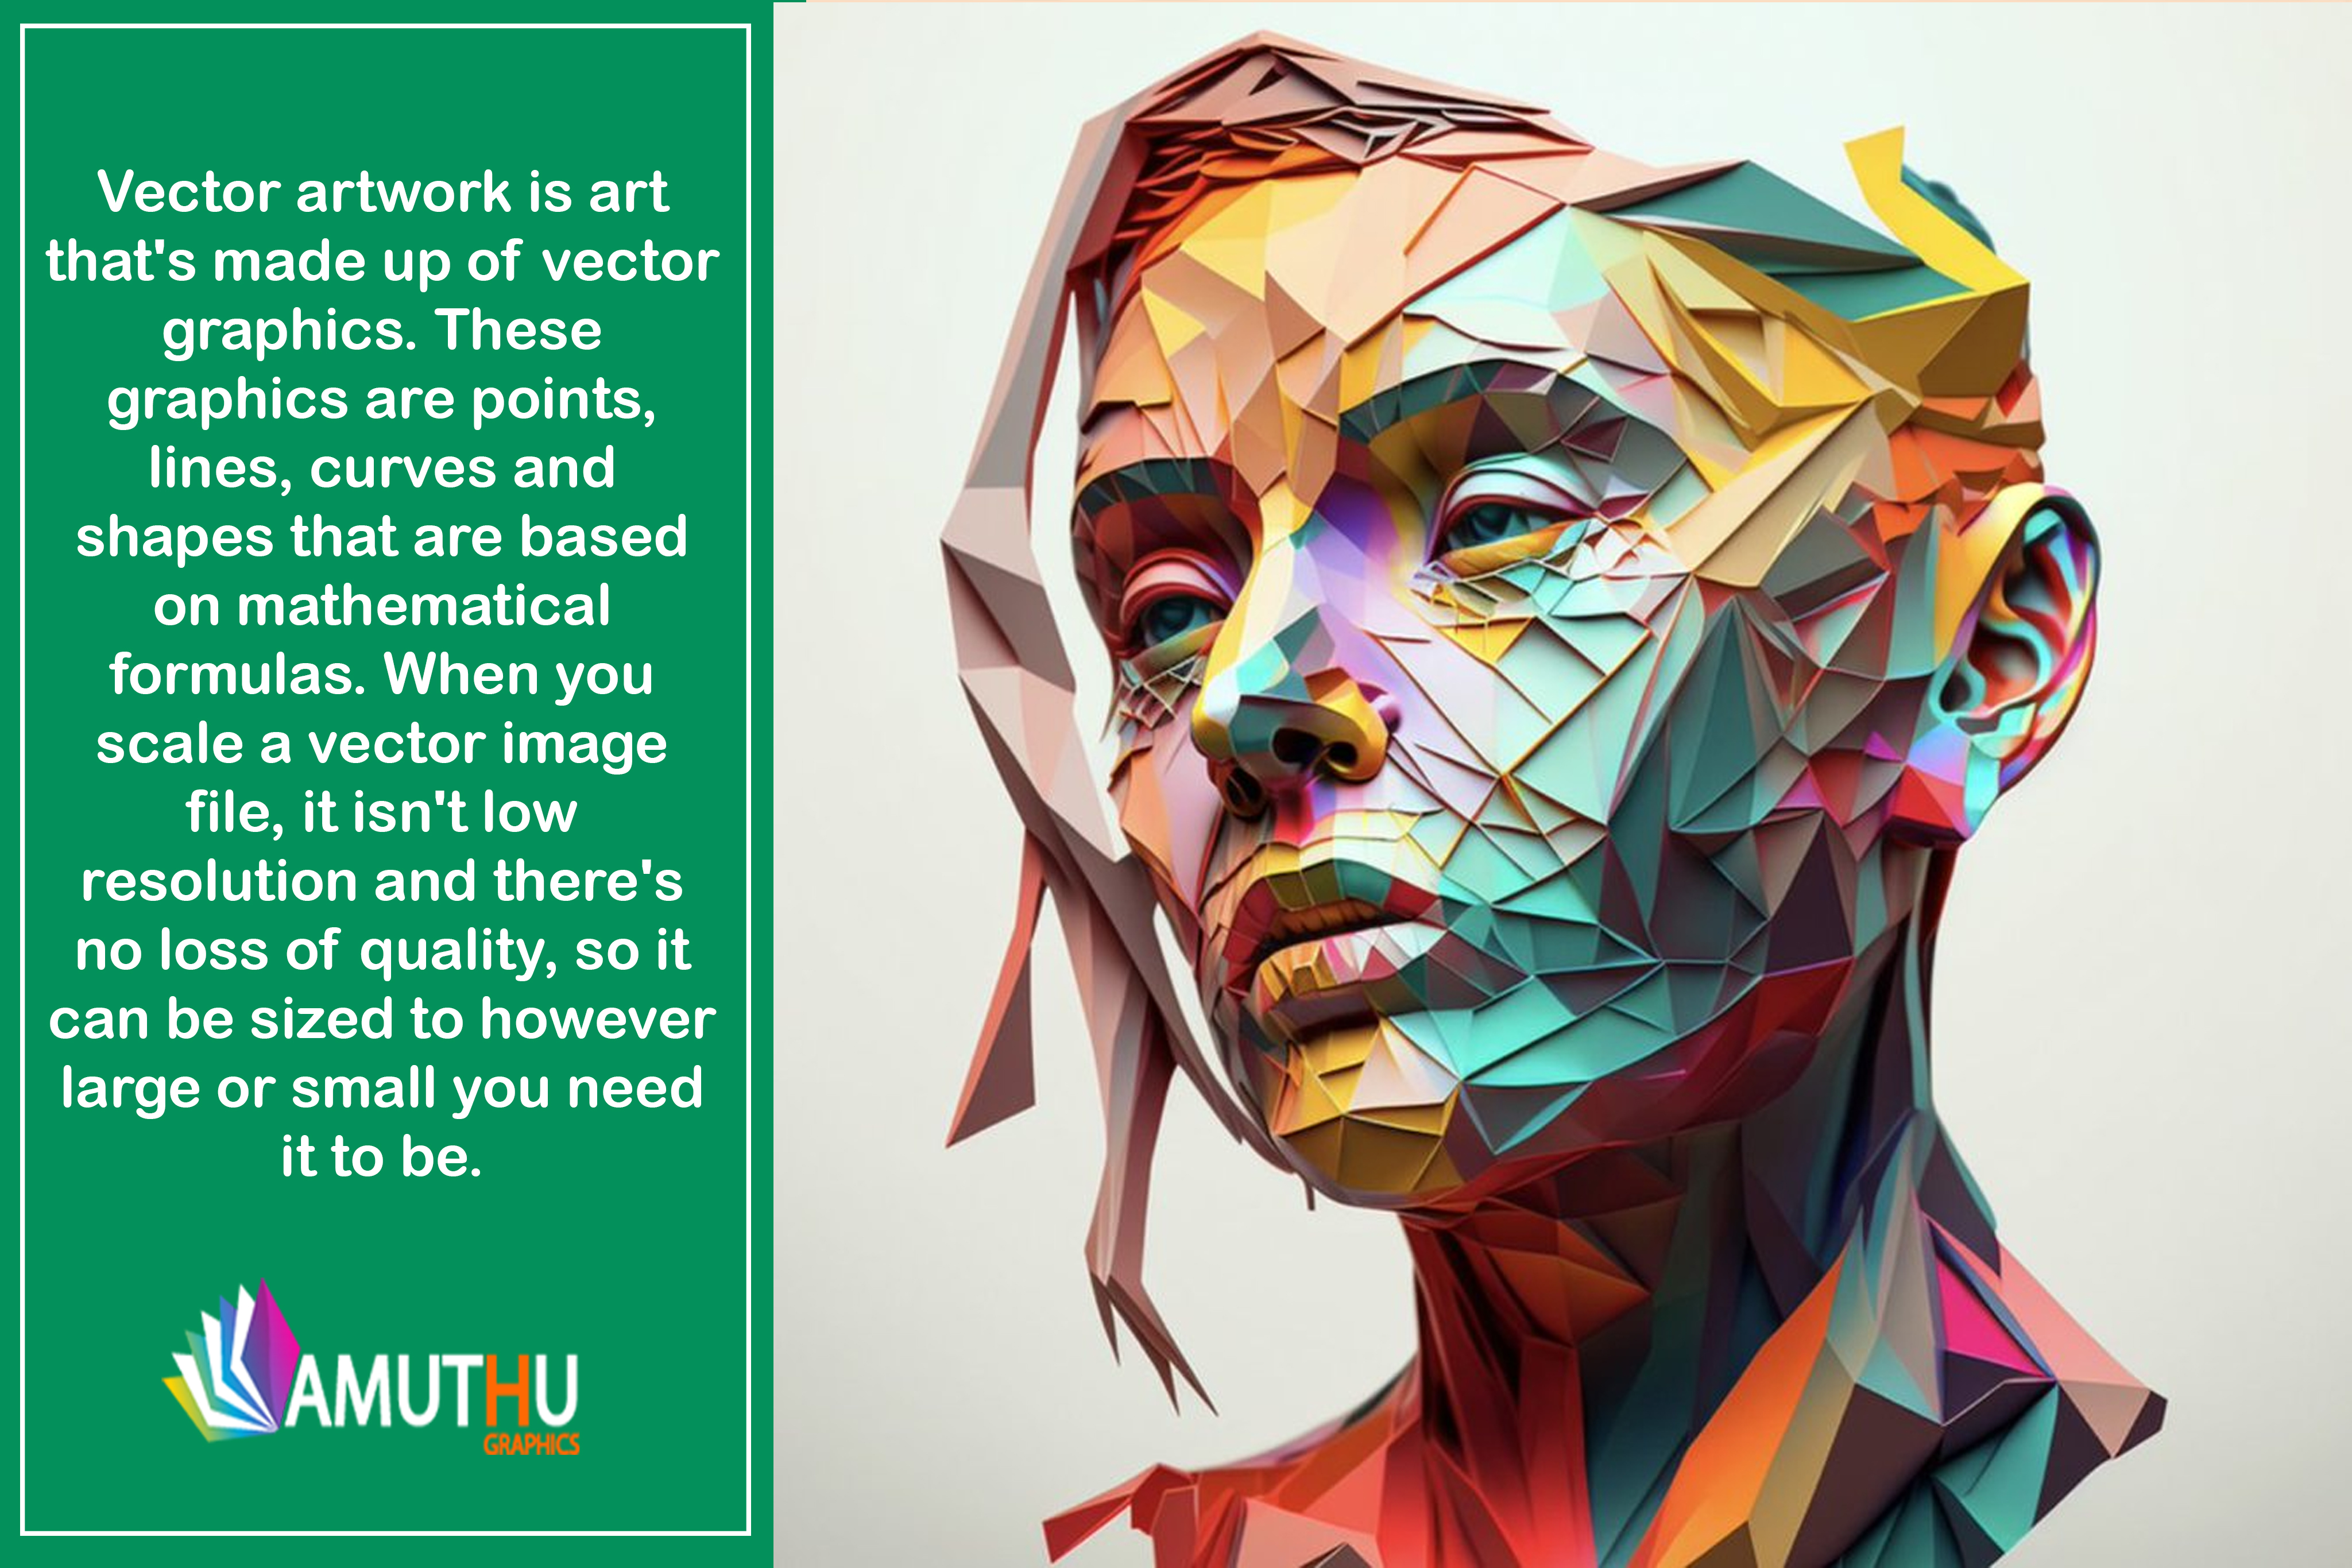 Vector artwork is art
that's made up of vector
graphics. These
graphics are points,
lines, curves and
shapes that are based
on mathematical
formulas. When you
scale a vector image
file, it isn't low
resolution and there's
no loss of quality, so it
can be sized to however
large or small you need
it to be.
AMUTHU
GRAPHICS